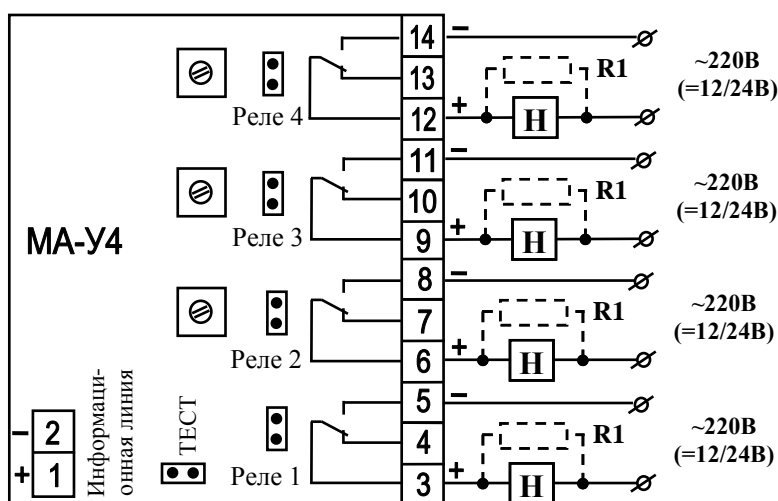 14 –
13
~220В
(=12/24В)
R1
Реле 4
12 +
Н
11 –
10
~220В
(=12/24В)
R1
Реле 3
9 +
Н
МА-У4
8 –
7
~220В
(=12/24В)
R1
Реле 2
6 +
Н
5 –
4
~220В
(=12/24В)
R1
Реле 1
3 +
Н
– 2
+ 1
Информаци-
онная линия
ТЕСТ